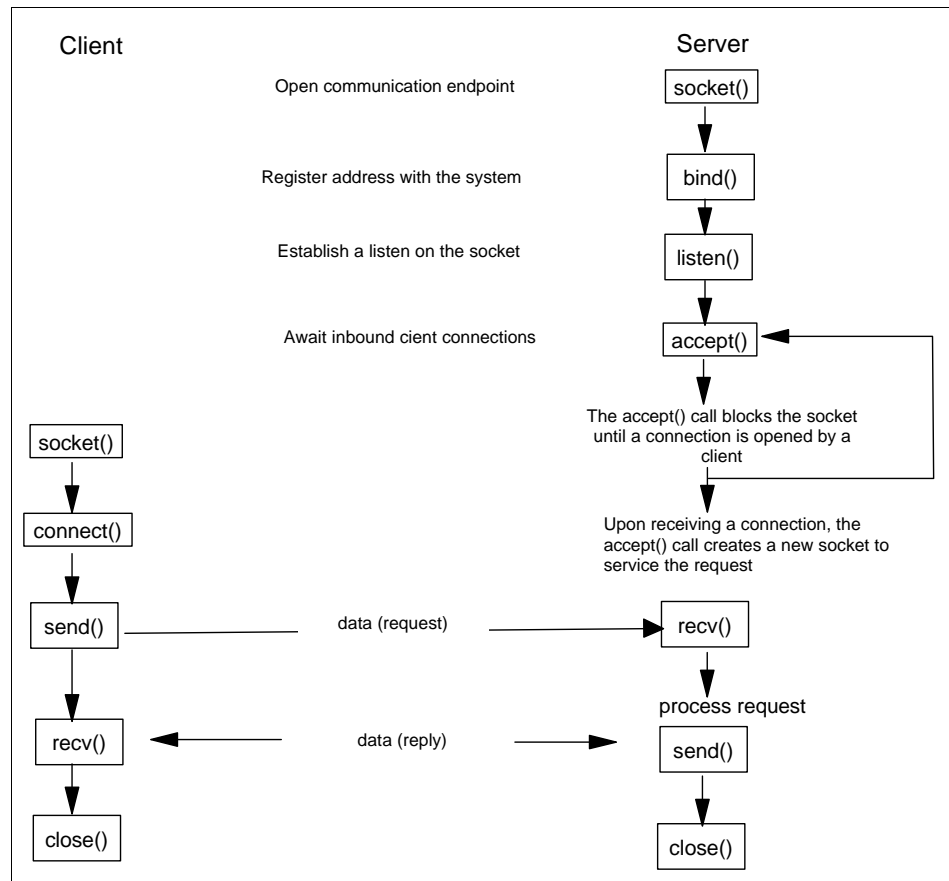 Client
Server
Open communication endpoint
socket()
Register address with the system
bind()
Establish a listen on the socket
listen()
Await inbound cient connections
accept()
The accept() call blocks the socket
until a connection is opened by a
client
socket()
connect()
Upon receiving a connection, the
accept() call creates a new socket to
service the request
send()
data (request)
recv()
process request
recv()
data (reply)
send()
close()
close()